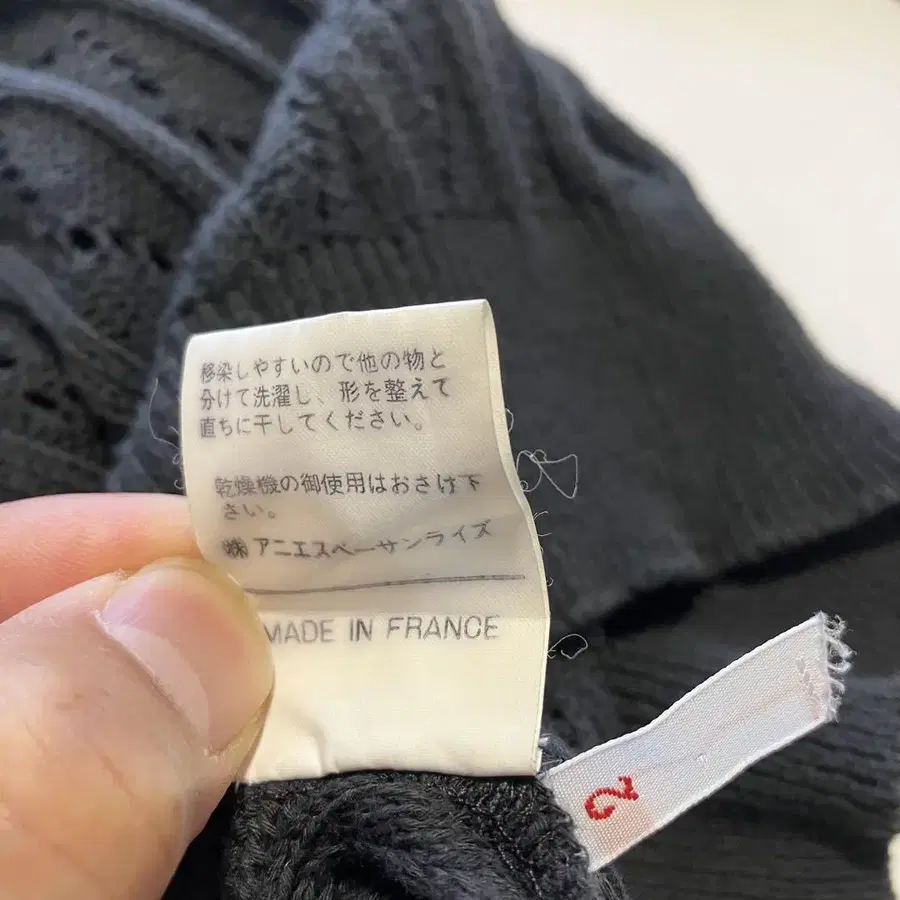 移染しやすいので他の物と
分けて洗濯し、形を整えて
直ちに干してください。
乾燥機の御使用はおさけ下
さい。
㈱アニエスベーサンライズ
MADE IN FRANCE
2